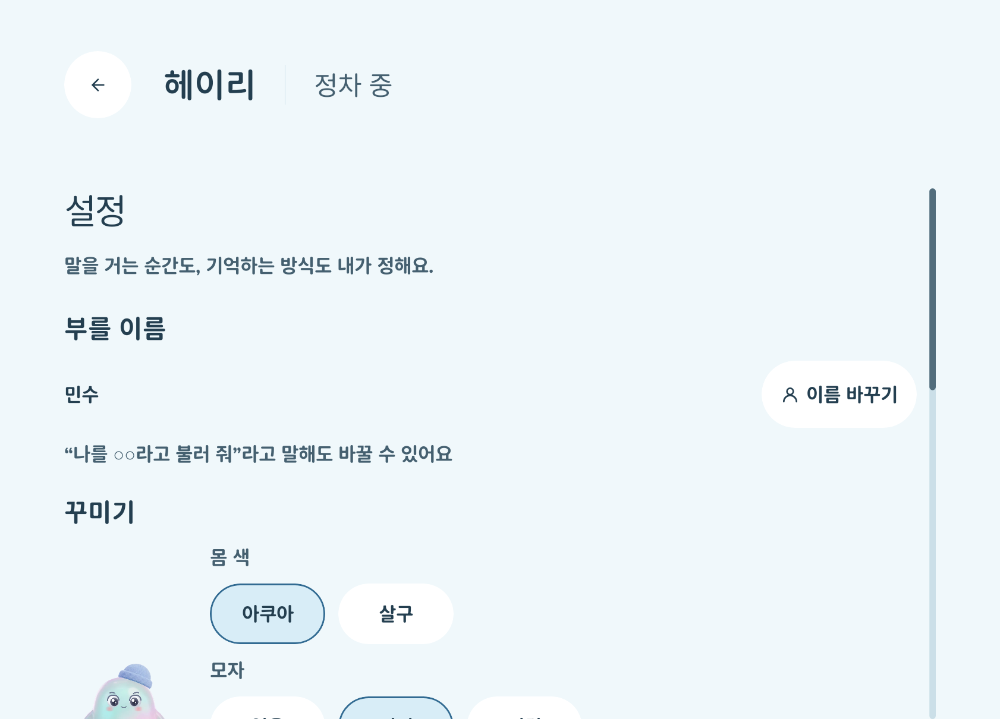 헤이리
정차 중
설정
말을 거는 순간도, 기억하는 방식도 내가 정해요.
부를 이름
민수
이름 바꾸기
“나를 ○○라고 불러 줘”라고 말해도 바꿀 수 있어요
꾸미기
몸 색
아쿠아
살구
모자